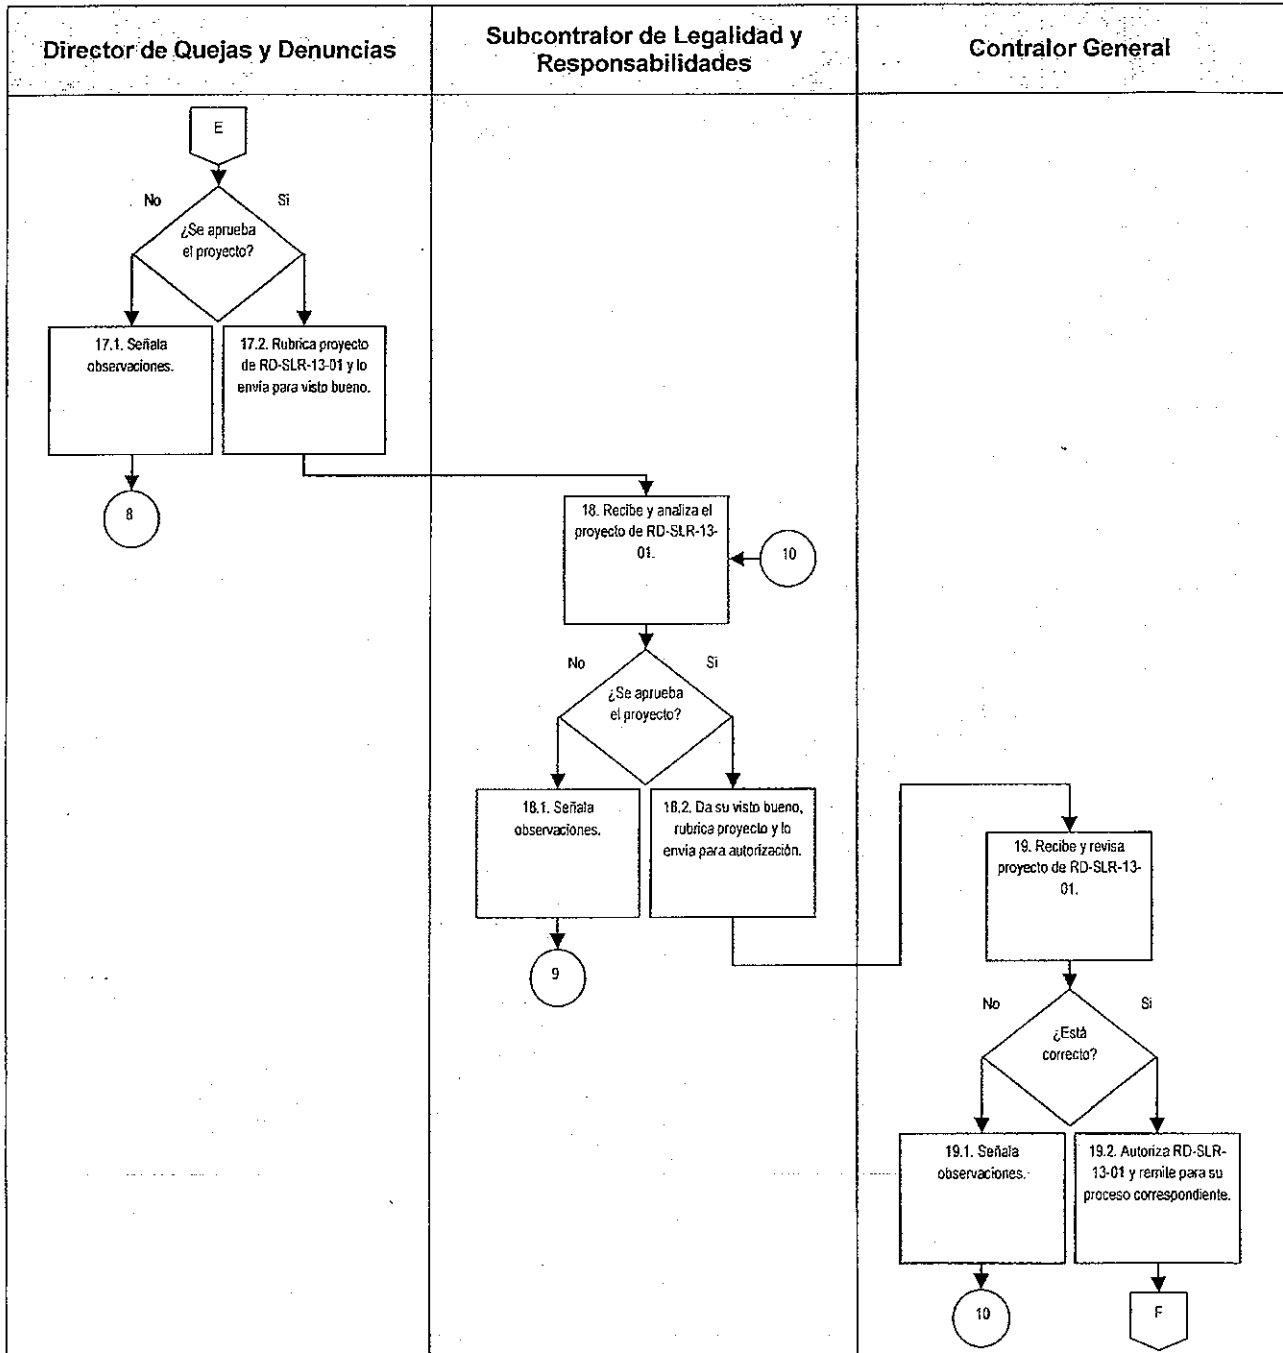 Director de Quejas y Denuncias
Subcontralor de Legalidad y
Responsabilidades
Contralor General
E
No
Si
¿Se aprueba
el proyecto?
17.1. Señala
observaciones.
17.2. Rubrica proyecto
de RD-SLR-13-01 y lo
envía para visto bueno.
8
18. Recibe y analiza el
proyecto de RD-SLR-13-
01.
10
No
Si
¿Se aprueba
el proyecto?
18.1. Señala
observaciones.
18.2. Da su visto bueno,
rubrica proyecto y lo
envía para autorización.
9
19. Recibe y revisa
proyecto de RD-SLR-13-
01.
No
Si
¿Está
correcto?
19.1. Señala
observaciones.
19.2. Autoriza RD-SLR-
13-01 y remite para su
proceso correspondiente.
10
F